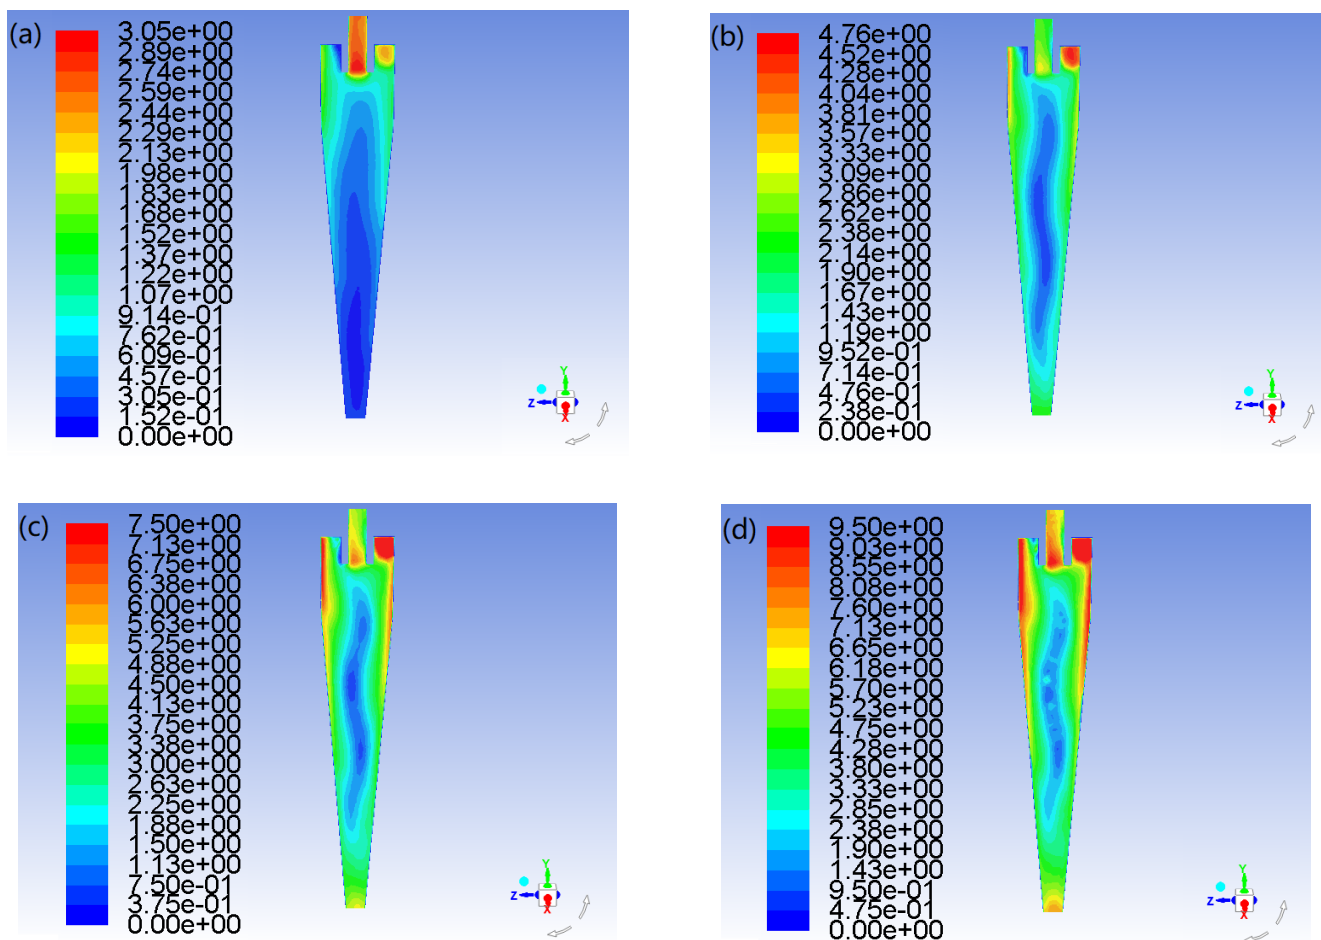 (a)
3.05e+00
2.89e+00
2.74e+00
2.59e+00
2.44e+00
2.29e+00
2.13e+00
1.98e+00
1.83e+00
1.68e+00
1.52e+00
1.37e+00
1.22e+00
1.07e+00
9.14e-01
7.62e-01
6.09e-01
4.57e-01
3.05e-01
1.52e-01
0.00e+00
Y
Z
X
(b)
4.76e+00
4.52e+00
4.28e+00
4.04e+00
3.81e+00
3.57e+00
3.33e+00
3.09e+00
2.86e+00
2.62e+00
2.38e+00
2.14e+00
1.90e+00
1.67e+00
1.43e+00
1.19e+00
9.52e-01
7.14e-01
4.76e-01
2.38e-01
0.00e+00
Y
Z
X
(c)
7.50e+00
7.13e+00
6.75e+00
6.38e+00
6.00e+00
5.63e+00
5.25e+00
4.88e+00
4.50e+00
4.13e+00
3.75e+00
3.38e+00
3.00e+00
2.63e+00
2.25e+00
1.88e+00
1.50e+00
1.13e+00
7.50e-01
3.75e-01
0.00e+00
Y
Z
X
(d)
9.50e+00
9.03e+00
8.55e+00
8.08e+00
7.60e+00
7.13e+00
6.65e+00
6.18e+00
5.70e+00
5.23e+00
4.75e+00
4.28e+00
3.80e+00
3.33e+00
2.85e+00
2.38e+00
1.90e+00
1.43e+00
9.50e-01
4.75e-01
0.00e+00
Y
Z
X